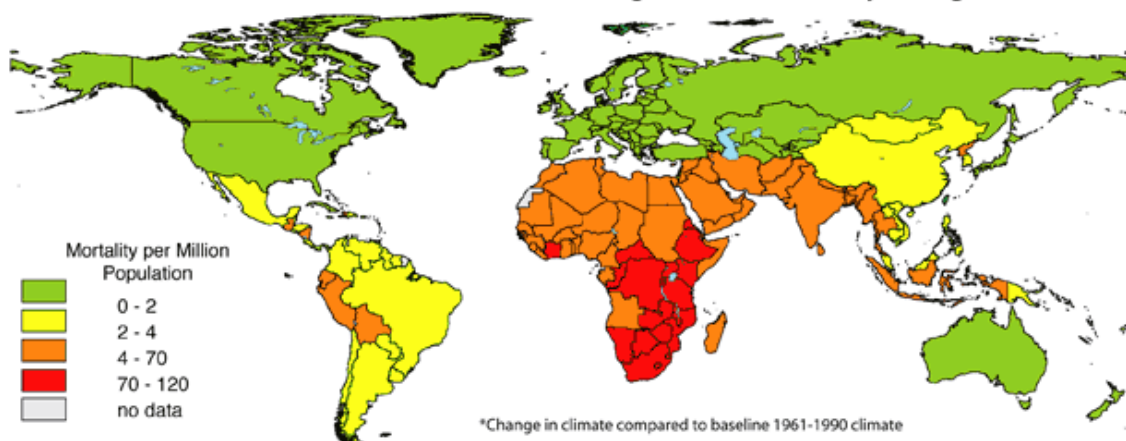 Mortality per Million
Population
0 - 2
2 - 4
4 - 70
70 - 120
no data
*Change in climate compared to baseline 1961-1990 climate